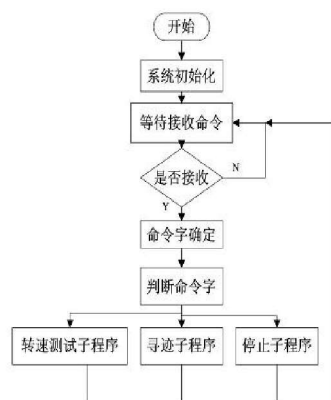 开始
系统初始化
等待接收命令
是否接收
N
Y
命令字确定
判断命令字
转速测试子程序
寻迹子程序
停止子程序